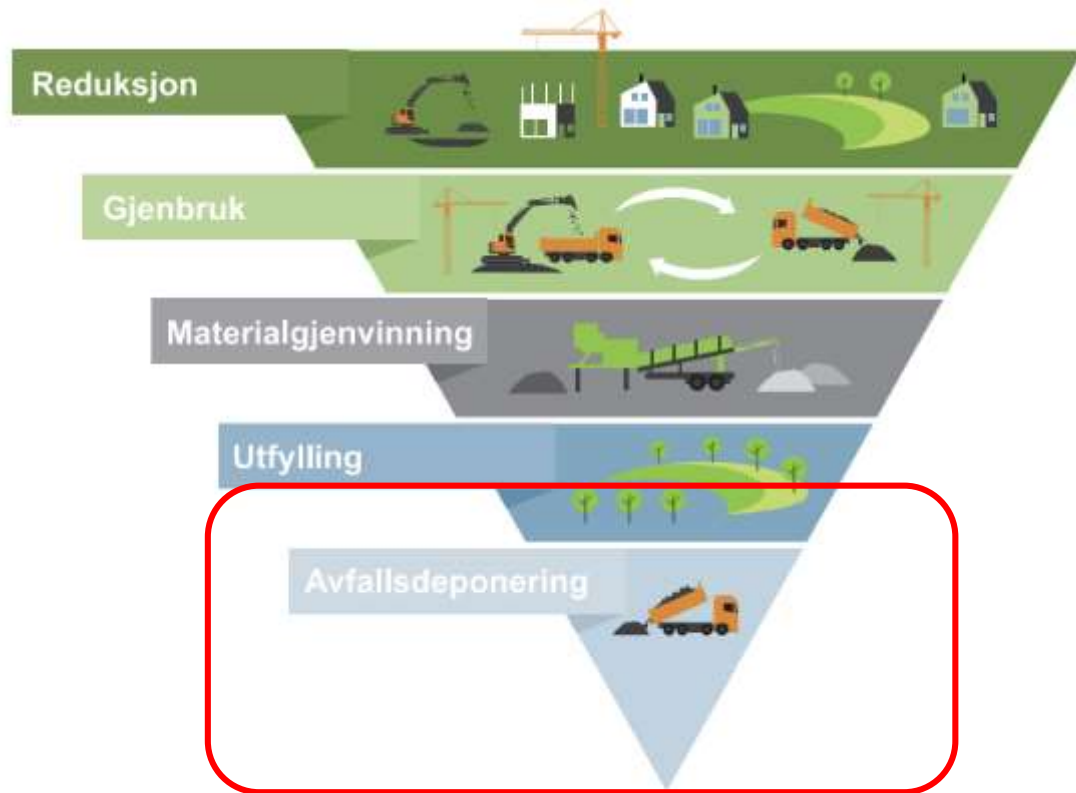 Reduksjon
Gjenbruk
Materialgjenvinning
Utfylling
Avfallsdeponering